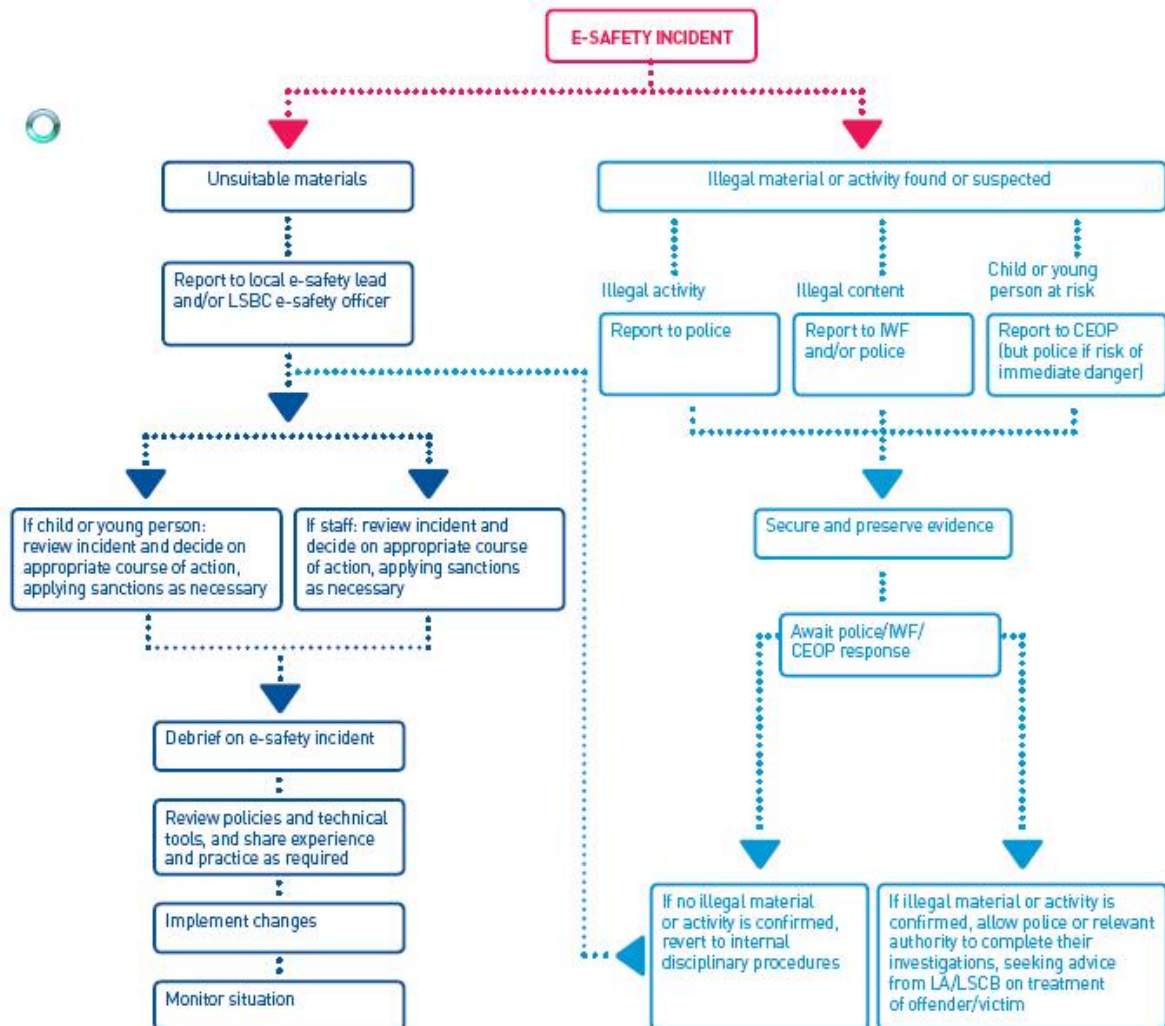 E-SAFETY INCIDENT
Unsuitable materials
Report to local e-safety lead
and/or LSBC e-safety officer
If child or young person:
review incident and decide on
appropriate course of action,
applying sanctions as necessary
If staff: review incident and
decide on appropriate course
of action, applying sanctions
as necessary
Debrief on e-safety incident
Review policies and technical
tools, and share experience
and practice as required
Implement changes
Monitor situation
Illegal material or activity found or suspected
Illegal activity
Report to police
Illegal content
Report to IWF
and/or police
Child or young
person at risk
Report to CEOP
(but police if risk of
immediate danger)
Secure and preserve evidence
Await police/IWF/
CEOP response
If no illegal material
or activity is confirmed,
revert to internal
disciplinary procedures
If illegal material or activity is
confirmed, allow police or relevant
authority to complete their
investigations, seeking advice
from LA/LSCB on treatment
of offender/victim